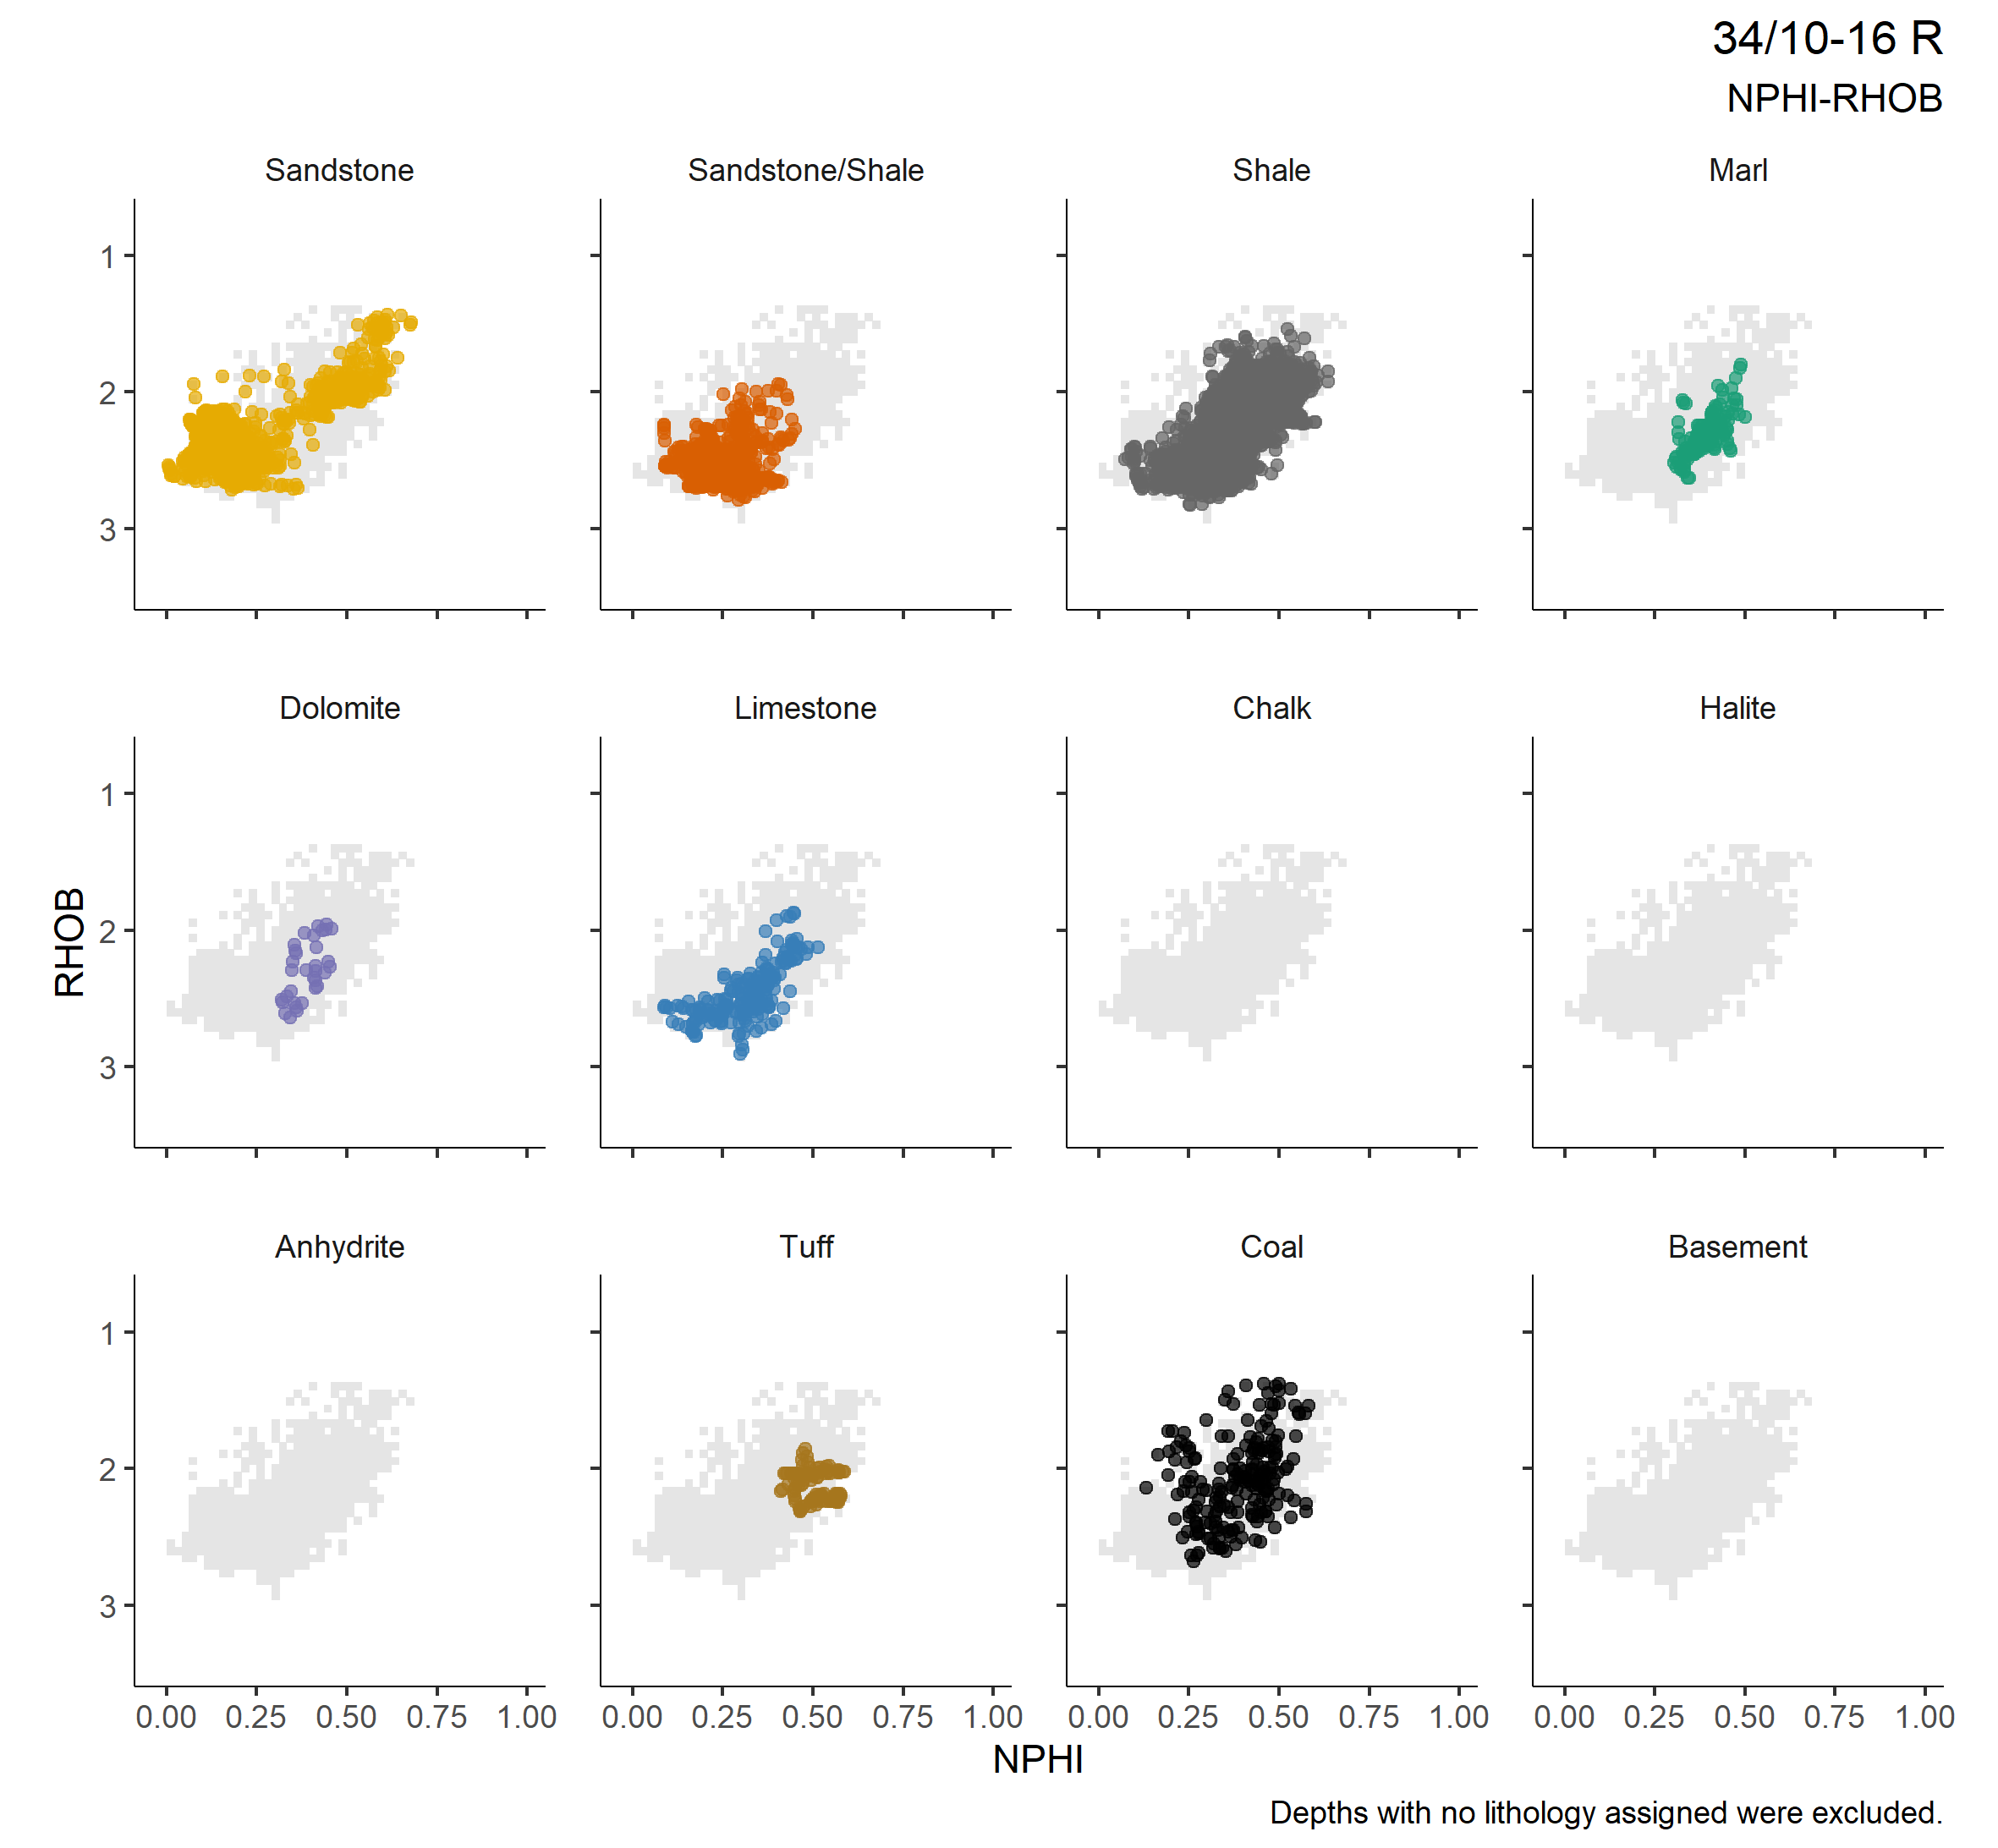 34/10-16 R
NPHI-RHOB
Sandstone Sandstone/Shale Shale Marl
1
2
3
Dolomite Limestone Chalk Halite
1
2
3
RHOB
Anhydrite Tuff Coal Basement
1
2
3
0.00 0.25 0.50 0.75 1.00 0.00 0.25 0.50 0.75 1.00 0.00 0.25 0.50 0.75 1.00 0.00 0.25 0.50 0.75 1.00
NPHI
Depths with no lithology assigned were excluded.